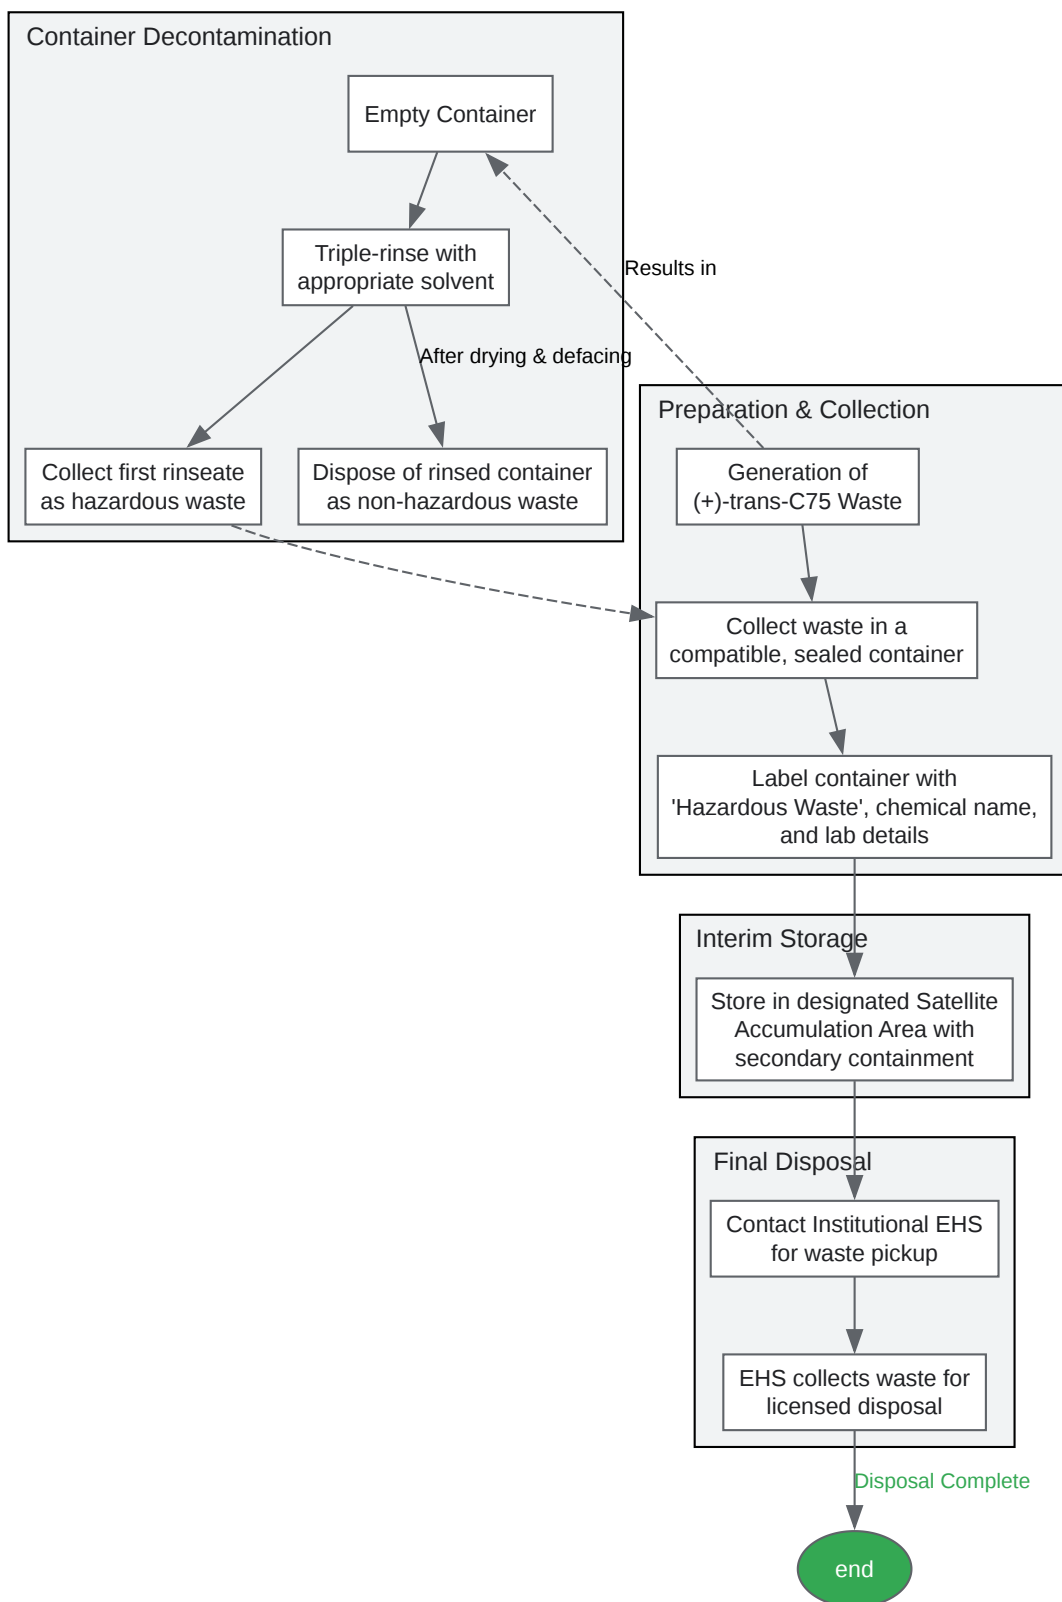 Container Decontamination
Empty Container
Results in
Triple-rinse with
appropriate solvent
After drying & defacing
Collect first rinseate
as hazardous waste
Dispose of rinsed container
as non-hazardous waste
Preparation & Collection
Generation of
(+)-trans-C75 Waste
Collect waste in a
compatible, sealed container
Label container with
'Hazardous Waste', chemical name,
and lab details
Interim Storage
Store in designated Satellite
Accumulation Area with
secondary containment
Final Disposal
Contact Institutional EHS
for waste pickup
EHS collects waste for
licensed disposal
Disposal Complete
end